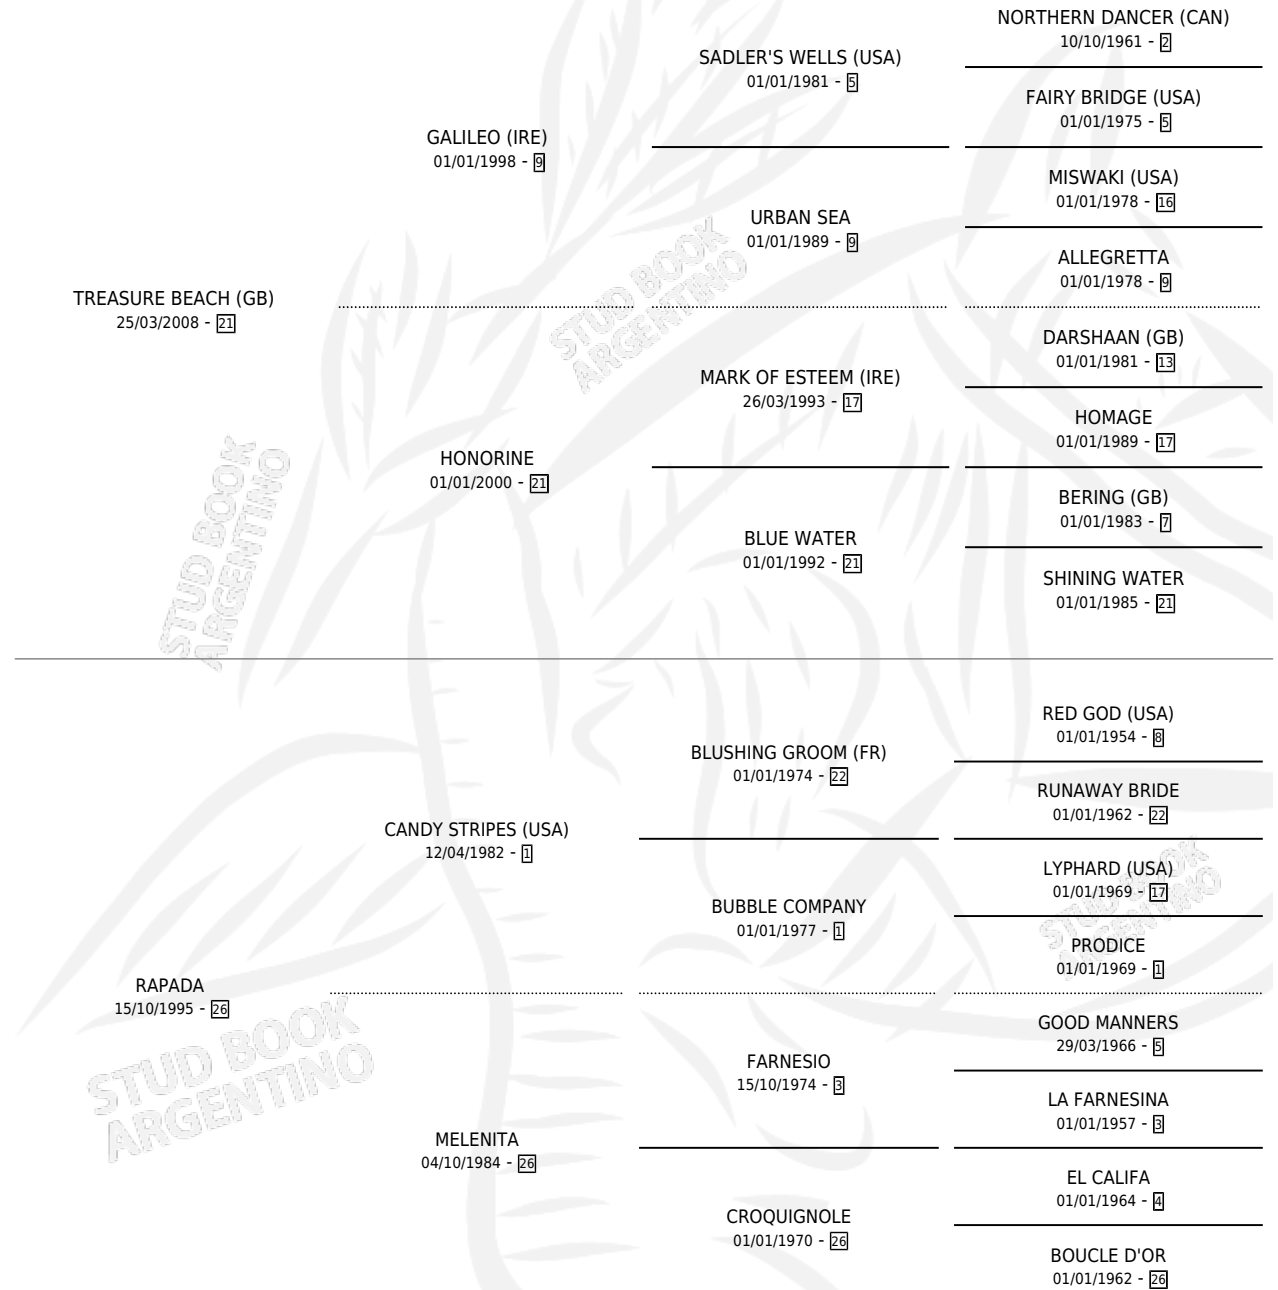 NORTHERN DANCER (CAN)
10/10/1961 - 2
SADLER'S WELLS (USA)
01/01/1981 - 5
FAIRY BRIDGE (USA)
01/01/1975 - 5
GALILEO (IRE)
01/01/1998 - 9
MISWAKI (USA)
01/01/1978 - 16
URBAN SEA
01/01/1989 - 9
ALLEGRETTA
01/01/1978 - 9
TREASURE BEACH (GB)
25/03/2008 - 21
STUD BOOK
ARGENTINO
DARSHAAN (GB)
01/01/1981 - 13
MARK OF ESTEEM (IRE)
26/03/1993 - 17
HOMAGE
01/01/1989 - 17
HONORINE
01/01/2000 - 21
BERING (GB)
01/01/1983 - 7
BLUE WATER
01/01/1992 - 21
SHINING WATER
01/01/1985 - 21
STUD BOOK
ARGENTINO
RED GOD (USA)
01/01/1954 - 8
BLUSHING GROOM (FR)
01/01/1974 - 22
RUNAWAY BRIDE
01/01/1962 - 22
CANDY STRIPES (USA)
12/04/1982 - 1
LYPHARD (USA)
01/01/1969 - 17
BUBBLE COMPANY
01/01/1977 - 1
STUD BOOK
ARGENTINO
PRODICE
01/01/1969 - 1
RAPADA
15/10/1995 - 26
STUD BOOK
ARGENTINO
GOOD MANNERS
29/03/1966 - 5
FARNESIO
15/10/1974 - 3
LA FARNESINA
01/01/1957 - 3
MELENITA
04/10/1984 - 26
EL CALIFA
01/01/1964 - 4
CROQUIGNOLE
01/01/1970 - 26
BOUCLE D'OR
01/01/1962 - 26